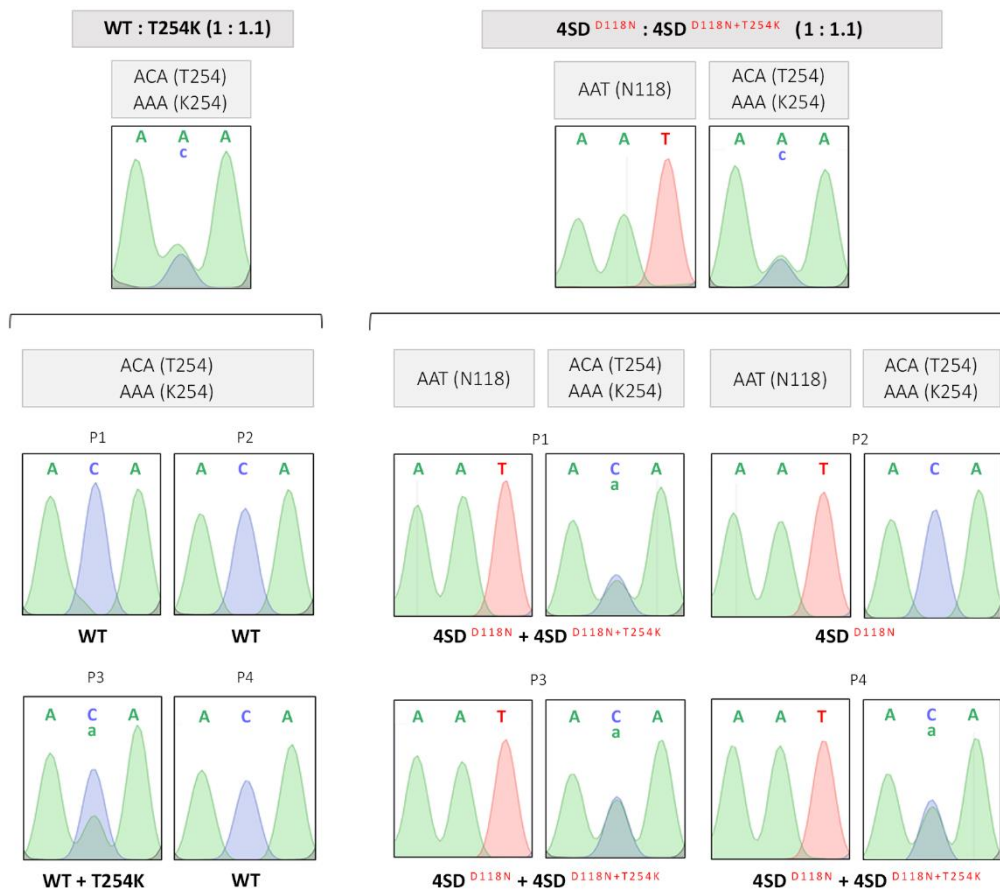 WT : T254K (1 : 1.1)
4SD D118N : 4SD D118N+T254K (1 : 1.1)
ACA (T254)
AAA (K254)
AAT (N118)
ACA (T254)
AAA (K254)
A A A
c
A A T
A A A
c
ACA (T254)
AAA (K254)
AAT (N118)
ACA (T254)
AAA (K254)
AAT (N118)
ACA (T254)
AAA (K254)
P1
P2
P1
P2
A C A
A C A
A A T
A C A
a
A A T
A C A
WT
WT
4SD D118N + 4SD D118N+T254K
4SD D118N
P3
P4
P3
P4
A C A
a
A C A
A A T
A C A
a
A A T
A C A
a
WT + T254K
WT
4SD D118N + 4SD D118N+T254K
4SD D118N + 4SD D118N+T254K